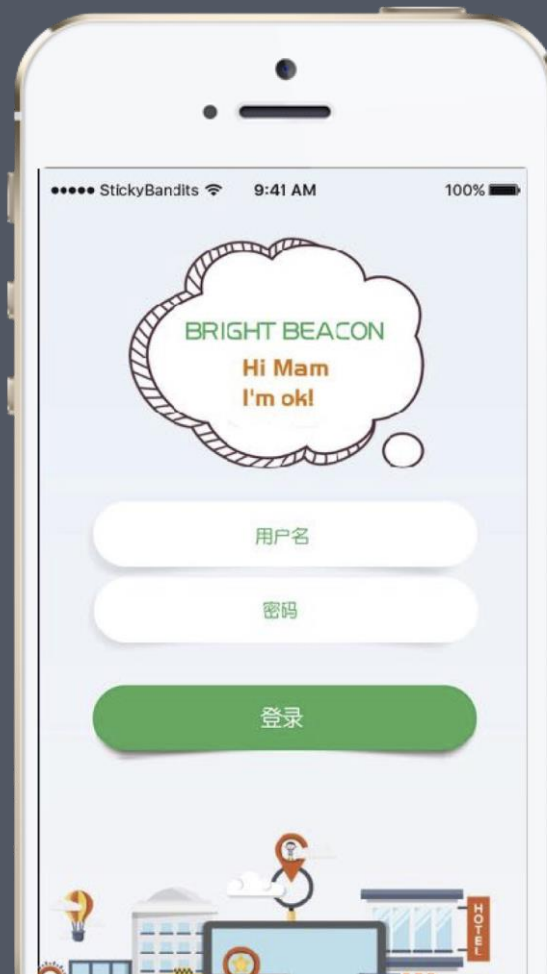 ●●●●● StickyBandits 9:41 AM 100%
BRIGHT BEACON
Hi Mam
I'm ok!
用户名
密码
登录
HOTEL